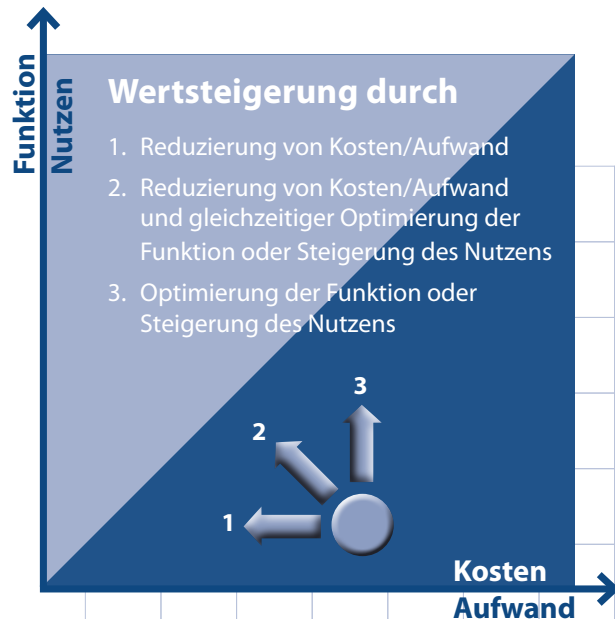 Funktion
Nutzen
Wertsteigerung durch
1. Reduzierung von Kosten/Aufwand
2. Reduzierung von Kosten/Aufwand
und gleichzeitiger Optimierung der
Funktion oder Steigerung des Nutzens
3. Optimierung der Funktion oder
Steigerung des Nutzens
3
2
1
Kosten
Aufwand